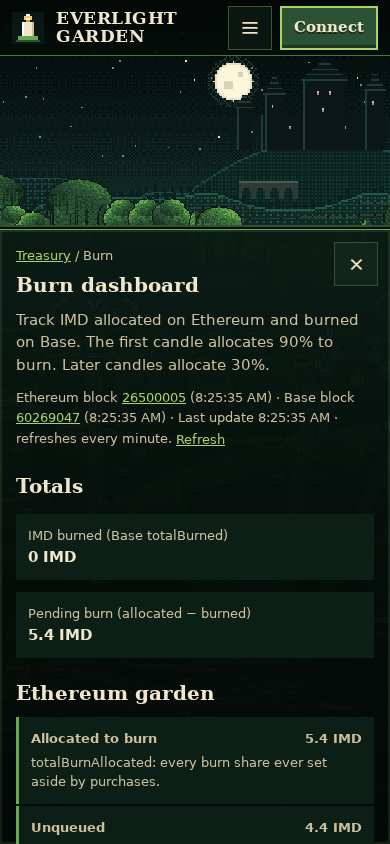 EVERLIGHT
GARDEN
Connect
Treasury / Burn
Burn dashboard
Track IMD allocated on Ethereum and burned
on Base. The first candle allocates 90% to
burn. Later candles allocate 30%.
Ethereum block 26500005 (8:25:35 AM) · Base block
60269047 (8:25:35 AM) · Last update 8:25:35 AM ·
refreshes every minute. Refresh
Totals
IMD burned (Base totalBurned)
0 IMD
Pending burn (allocated − burned)
5.4 IMD
Ethereum garden
Allocated to burn 5.4 IMD
totalBurnAllocated: every burn share ever set
aside by purchases.
Unqueued 4.4 IMD